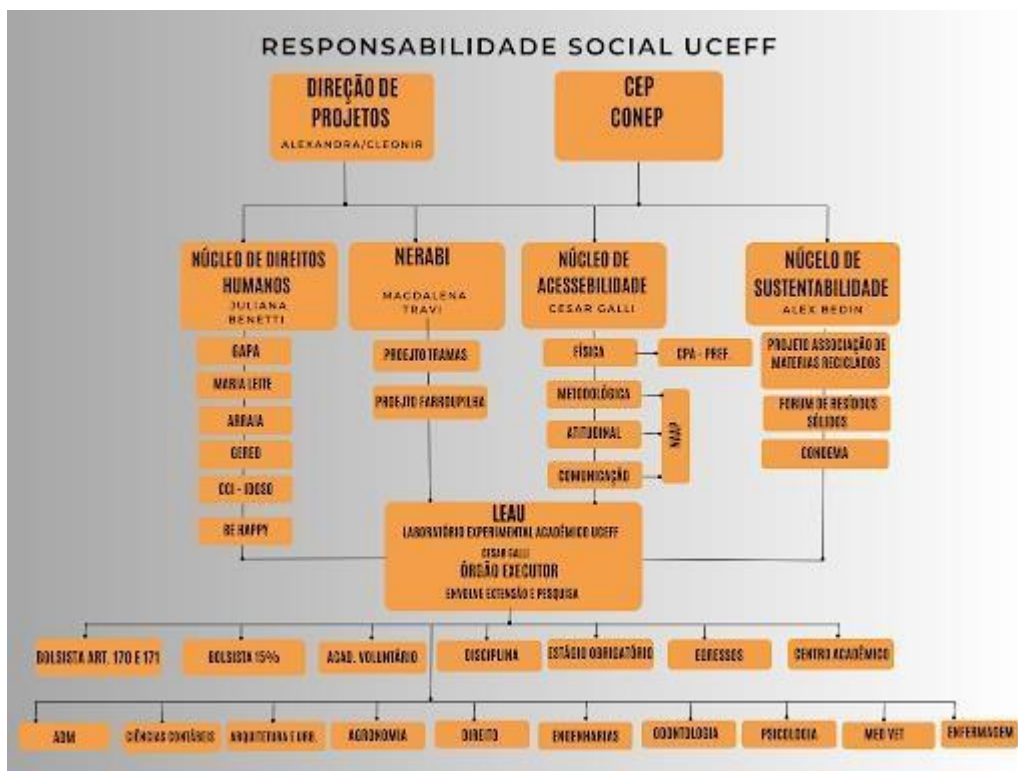 RESPONSABILIDADE SOCIAL UCEFF
DIREÇÃO DE
PROJETOS
ALEXANDRA/CLEONIR
CEP
CONEP
NÚCLEO DE DIREITOS
HUMANOS
JULIANA
BENETTI
NERABI
MAGDALENA
TRAVI
NÚCLEO DE
ACESSEBILIDADE
CESAR GALLI
NÚCELO DE
SUSTENTABILIDADE
ALEX BEDIN
GAPA
MARIA LEITE
ARRAIA
GERED
CCI - IDOSO
BE HAPPY
PROEJTO TRAMAS
PROEJTO FARROUPILHA
FÍSICA
CPA - PREF.
METODOLÓGICA
ATITUDINAL
COMUNICAÇÃO
NAAP
PROJETO ASSOCIAÇÃO DE
MATERIAS RECICLADOS
FORUM DE RESÍDUOS
SÓLIDOS
CONDEMA
LEAU
LABORATÓRIO EXPERIMENTAL ACADÊMICO UCEFF
CESAR GALLI
ÓRGÃO EXECUTOR
ENVOLVE EXTENSÃO E PESQUISA
BOLSISTA ART. 170 E 171
BOLSISTA 15%
ACAD. VOLUNTÁRIO
DISCIPLINA
ESTÁGIO OBRIGATÓRIO
EGRESSOS
CENTRO ACADÊMICO
ADM
CIÊNCIAS CONTÁBEIS
ARQUITETURA E URB.
AGRONOMIA
DIREITO
ENGENHARIAS
ODONTOLOGIA
PSICOLOGIA
MED VET
ENFERMAGEM